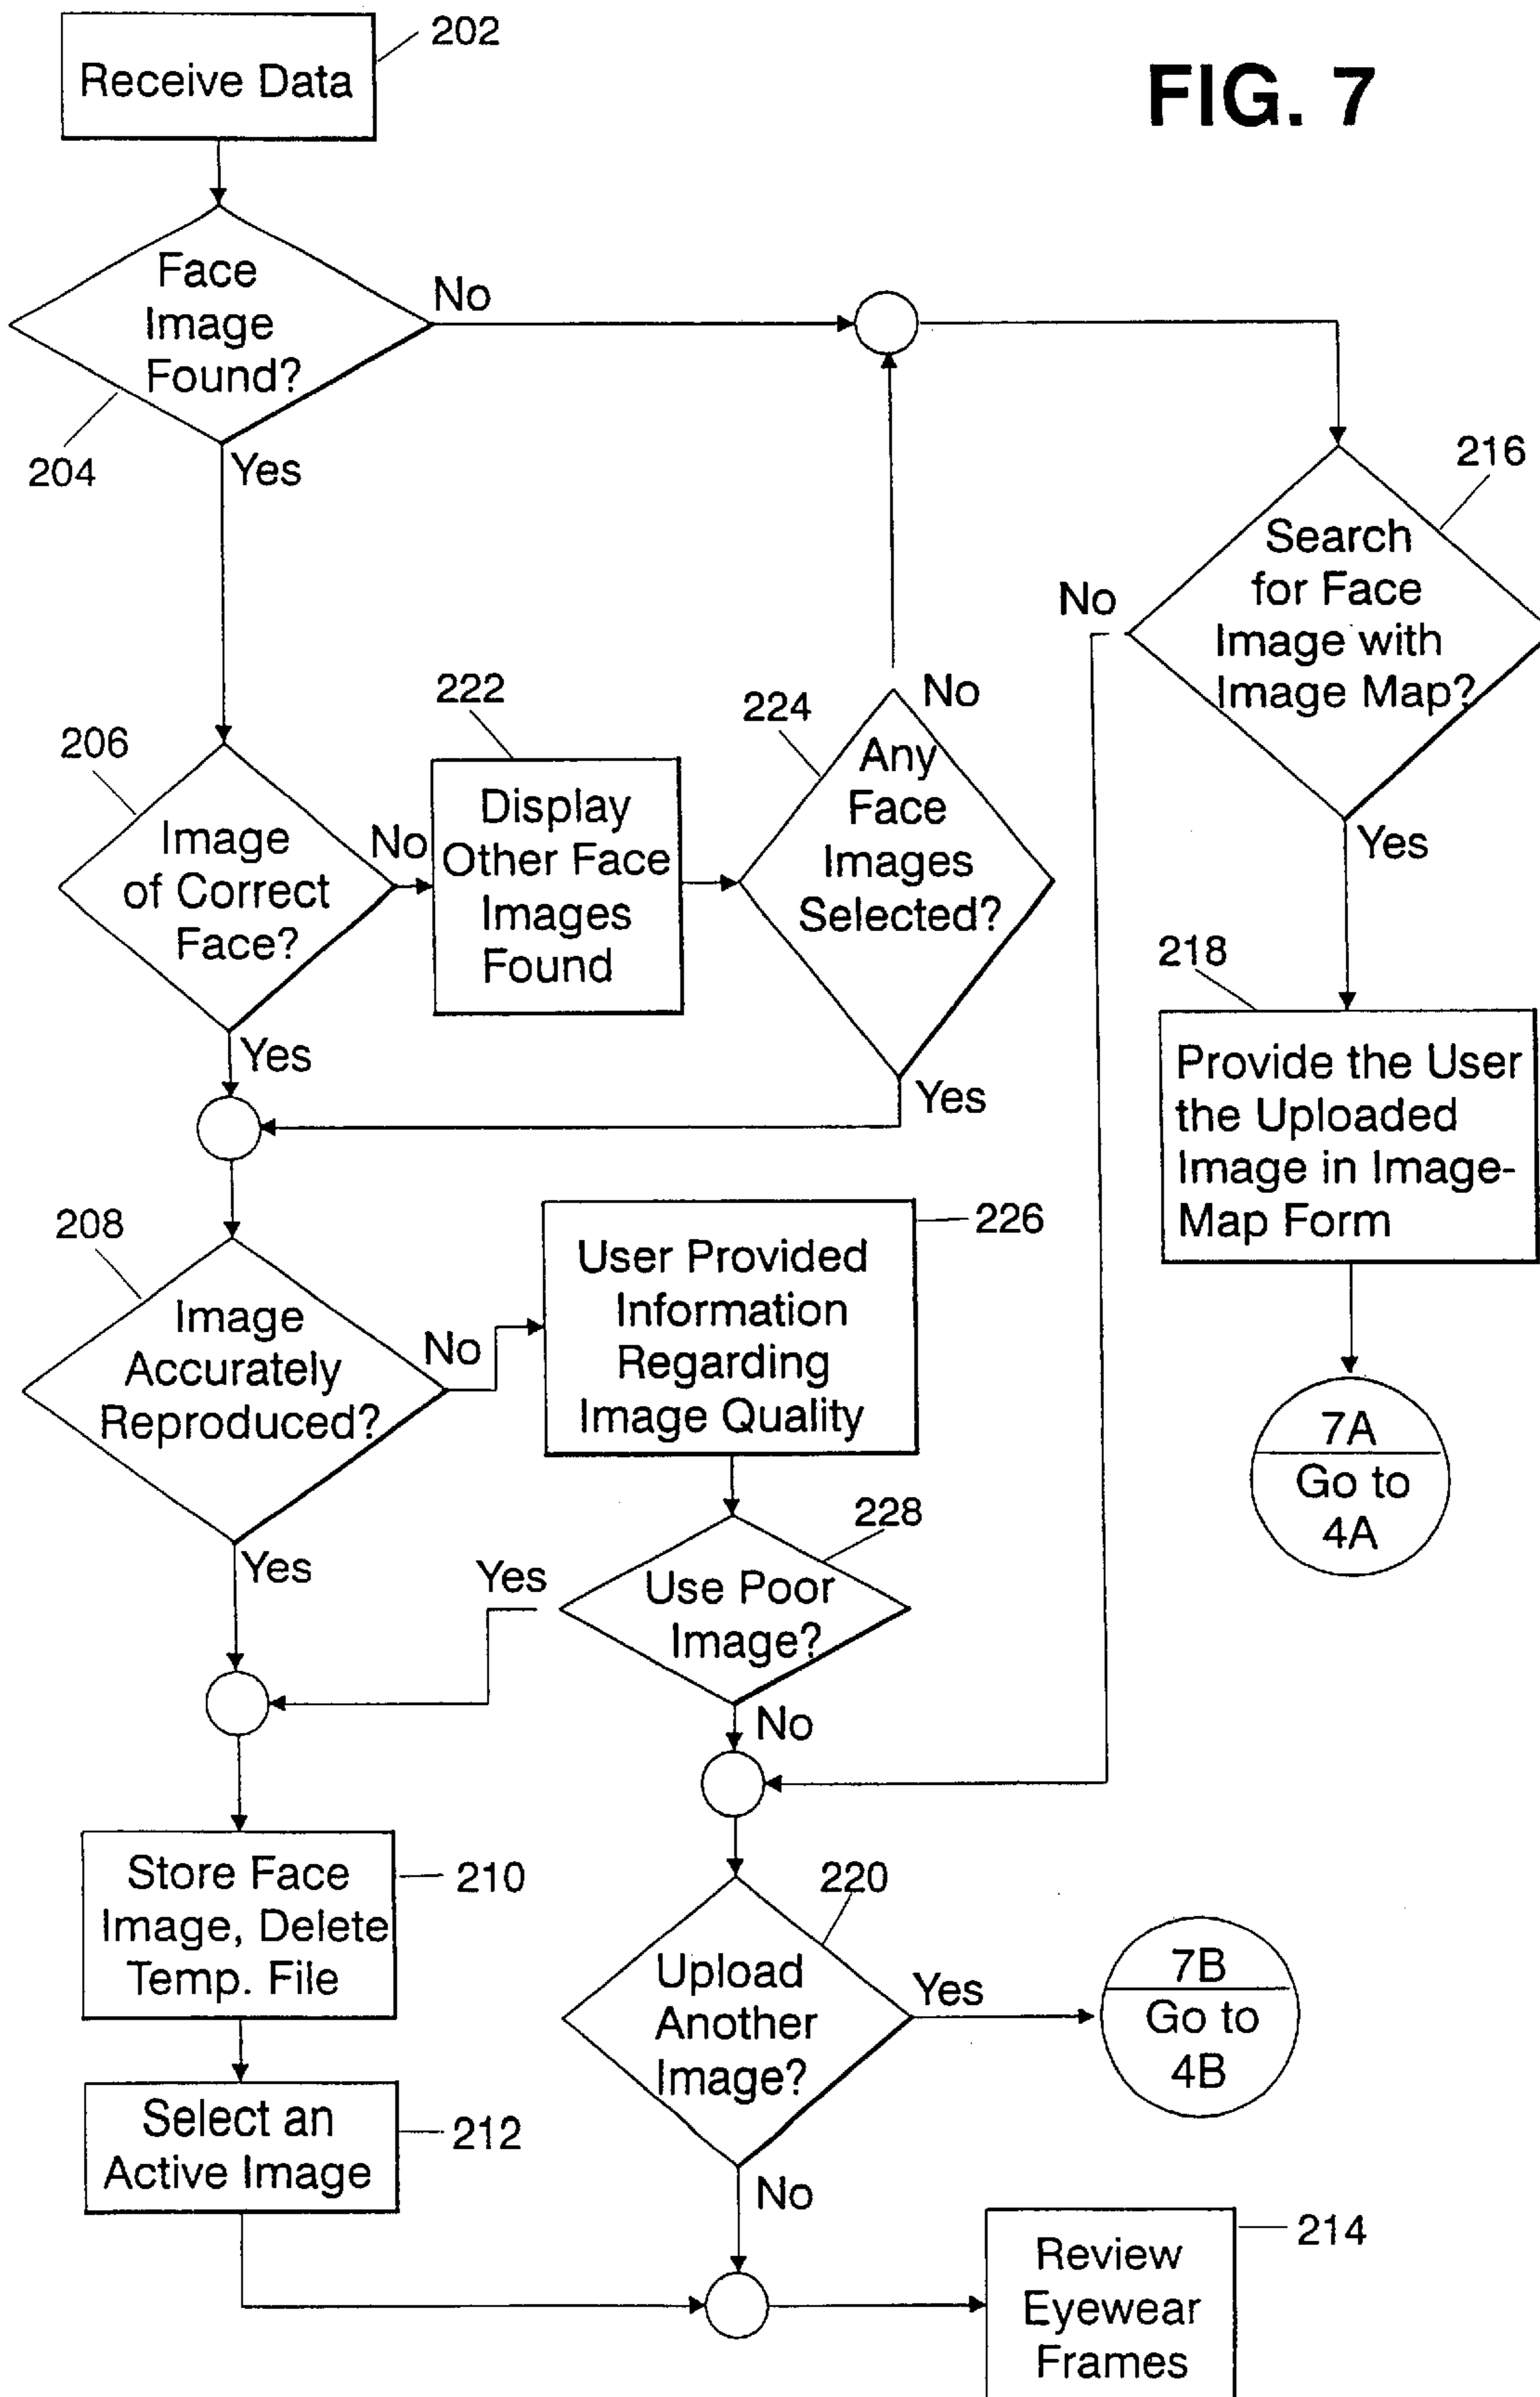 202
Receive Data
FIG. 7
Face
Image
Found?
No
204
Yes
216
Search
for Face
Image with
Image Map?
No
Yes
206
Image
of Correct
Face?
No
Yes
222
Display
Other Face
Images
Found
224
No
Any
Face
Images
Selected?
Yes
218
Provide the User
the Uploaded
Image in Image-
Map Form
7A
Go to
4A
208
Image
Accurately
Reproduced?
No
Yes
226
User Provided
Information
Regarding
Image Quality
228
Use Poor
Image?
Yes
No
Store Face
Image, Delete
Temp. File
210
220
Upload
Another
Image?
Yes
No
7B
Go to
4B
Select an
Active Image
212
214
Review
Eyewear
Frames